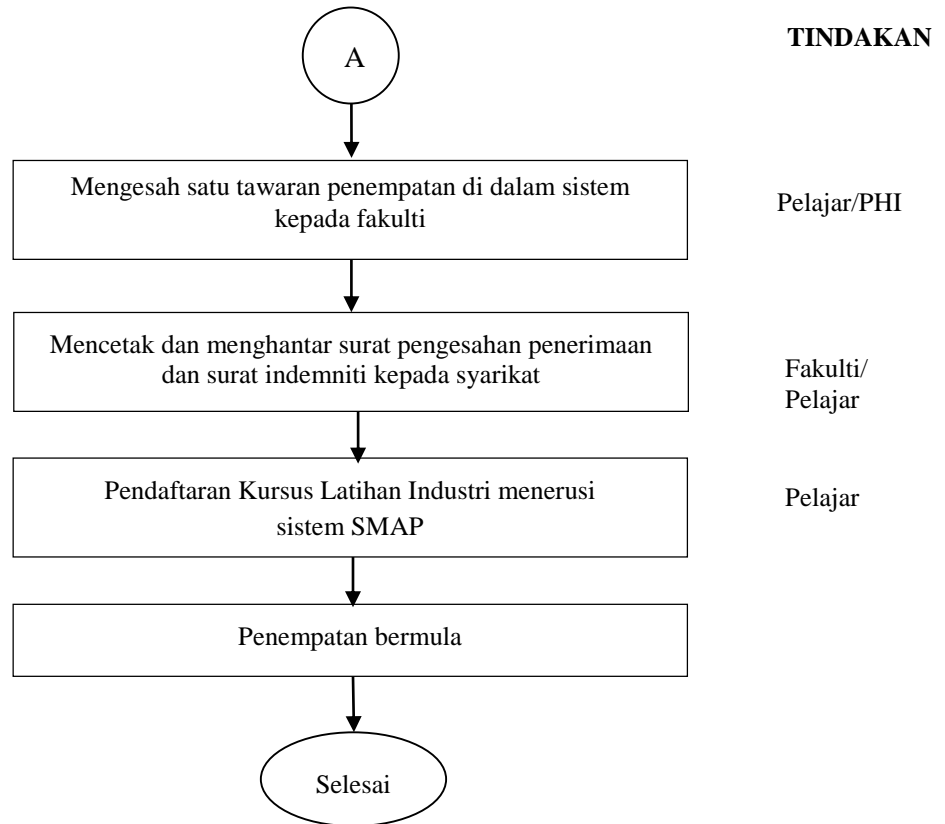 A
TINDAKAN
Mengesah satu tawaran penempatan di dalam sistem
kepada fakulti
Pelajar/PHI
Mencetak dan menghantar surat pengesahan penerimaan
dan surat indemniti kepada syarikat
Fakulti/
Pelajar
Pendaftaran Kursus Latihan Industri menerusi
sistem SMAP
Pelajar
Penempatan bermula
Selesai